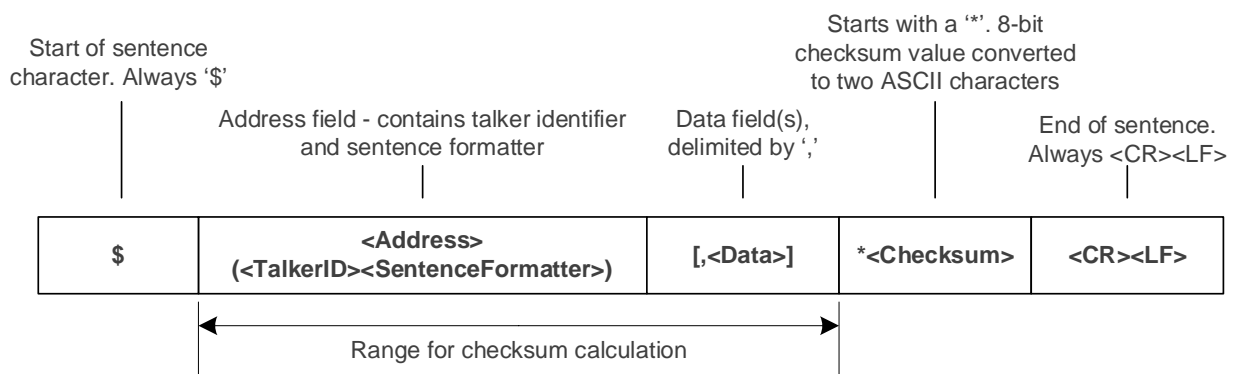 Start of sentence
character. Always ‘$’
Address field - contains talker identifier
and sentence formatter
Data field(s),
delimited by ‘,’
Starts with a ‘*’. 8-bit
checksum value converted
to two ASCII characters
End of sentence.
Always <CR><LF>
$
<Address>
(<TalkerID><SentenceFormatter>)
[,<Data>]
*<Checksum>
<CR><LF>
Range for checksum calculation